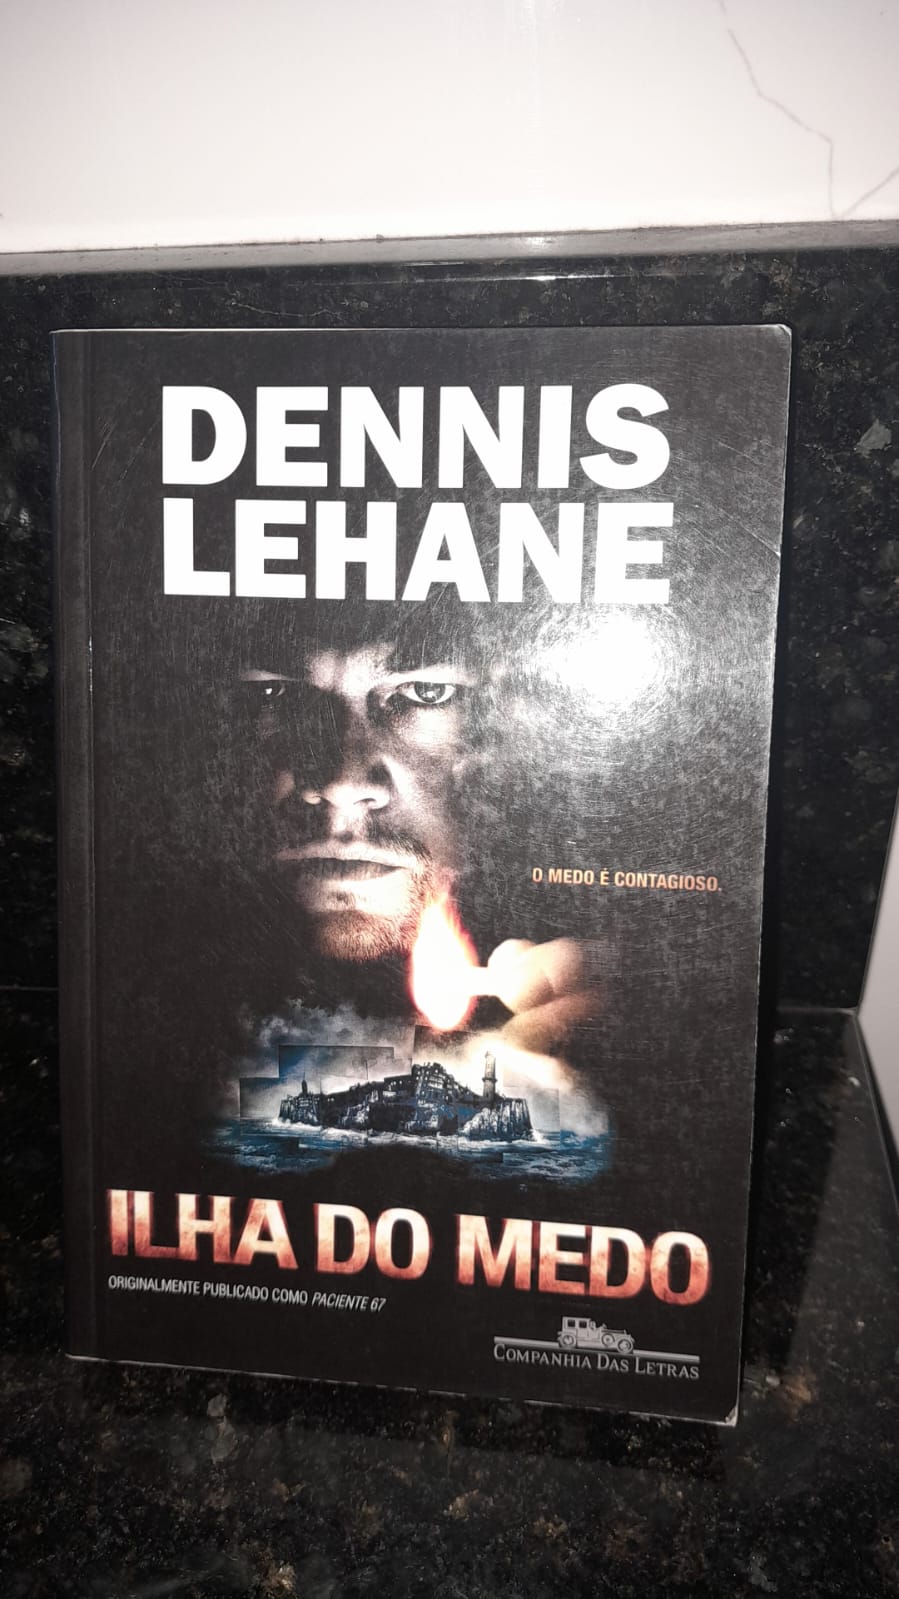 DENNIS
LEHANE
O MEDO É CONTAGIOSO.
ILHA DO MEDO
ORIGINALMENTE PUBLICADO COMO PACIENTE 67
COMPANHIA DAS LETRAS